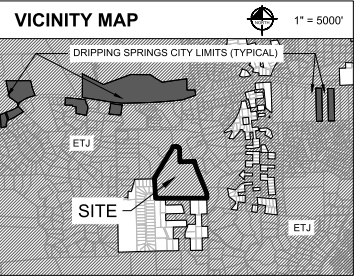 VICINITY MAP
1" = 5000'
DRIPPING SPRINGS CITY LIMITS (TYPICAL)
ETJ
SITE
ETJ